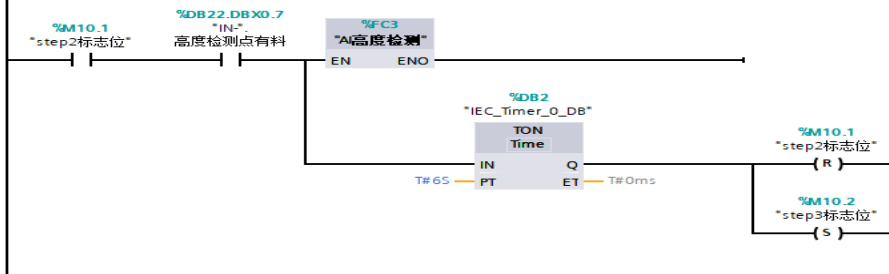 %M10.1
"step2标志位"
%DB22.DBX0.7
"IN-".
高度检测点有料
%FC3
"AI高度检测"
EN
ENO
%DB2
"IEC_Timer_0_DB"
TON
Time
IN
Q
T#6S
PT
ET
T#0ms
%M10.1
"step2标志位"
( R )
%M10.2
"step3标志位"
( S )